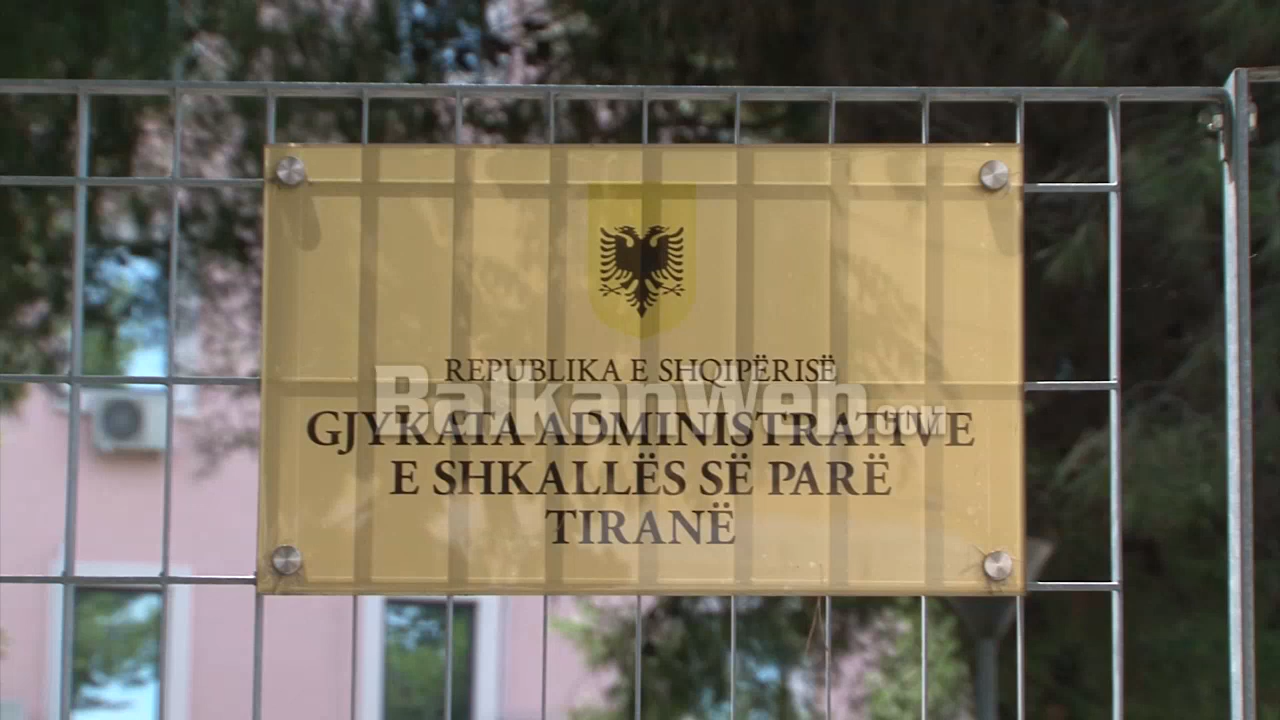 REPUBLIKA E SHQIPËRISË
BalkanWeb.com
GJYKATA ADMINISTRATIVE
E SHKALLËS SË PARË
TIRANË